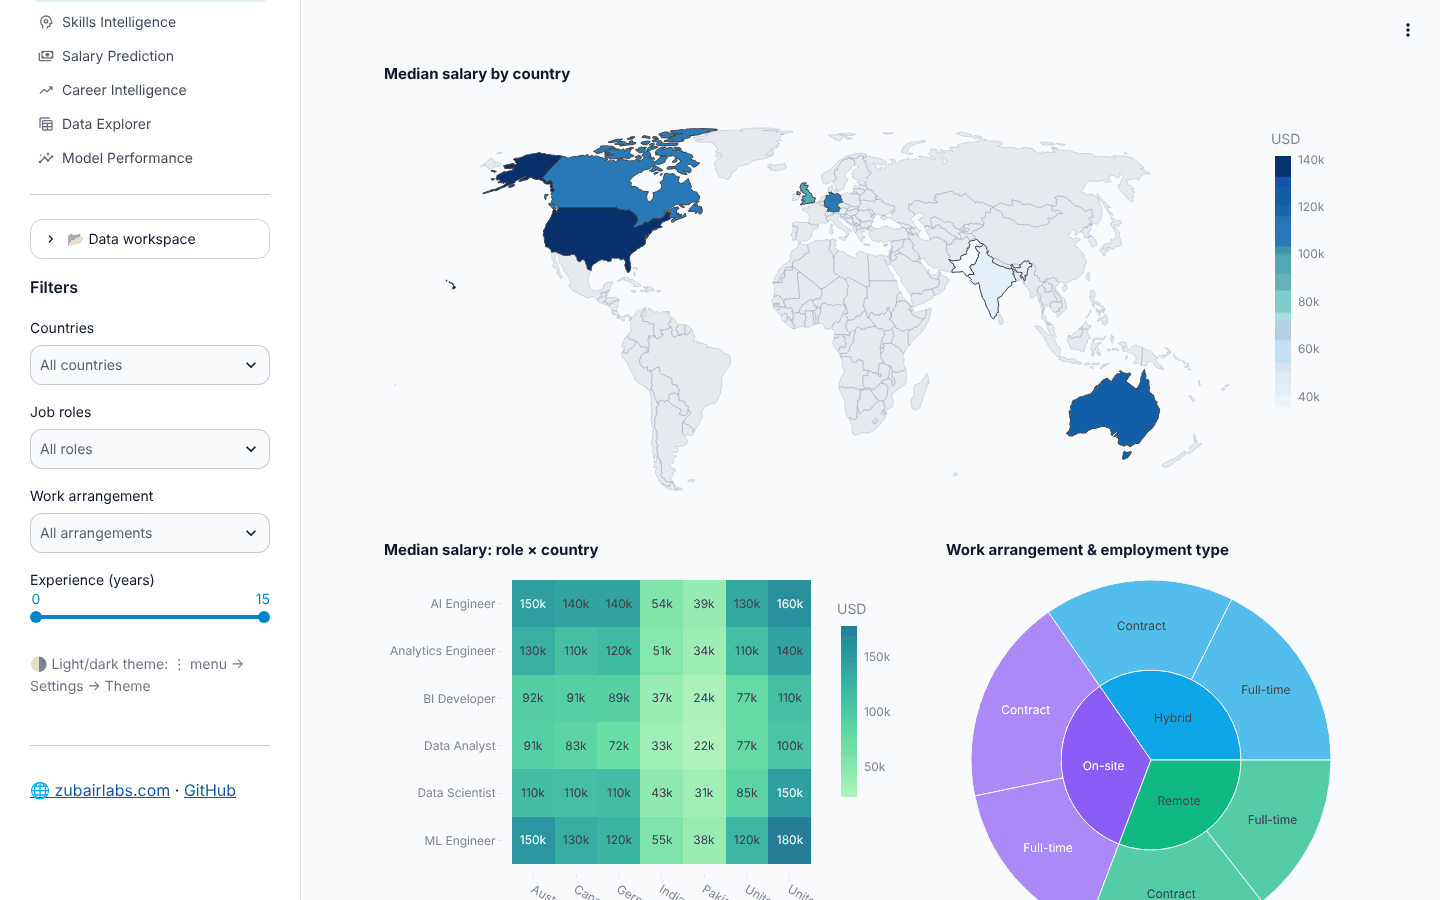 Skills Intelligence
Salary Prediction
Career Intelligence
Data Explorer
Model Performance
Data workspace
Filters
Countries
All countries
Job roles
All roles
Work arrangement
All arrangements
Experience (years)
0 15
Light/dark theme: ⋮ menu →
Settings → Theme
zubairlabs.com · GitHub
Median salary by country
USD
140k
120k
100k
80k
60k
40k
Median salary: role × country
AI Engineer 150k 140k 140k 54k 39k 130k 160k
Analytics Engineer 130k 110k 120k 51k 34k 110k 140k
BI Developer 92k 91k 89k 37k 24k 77k 110k
Data Analyst 91k 83k 72k 33k 22k 77k 100k
Data Scientist 110k 110k 110k 43k 31k 85k 150k
ML Engineer 150k 130k 120k 55k 38k 120k 180k
USD
150k
100k
50k
Work arrangement & employment type
Contract
Full-time
Hybrid
Contract
On-site
Remote
Full-time
Full-time
Contract